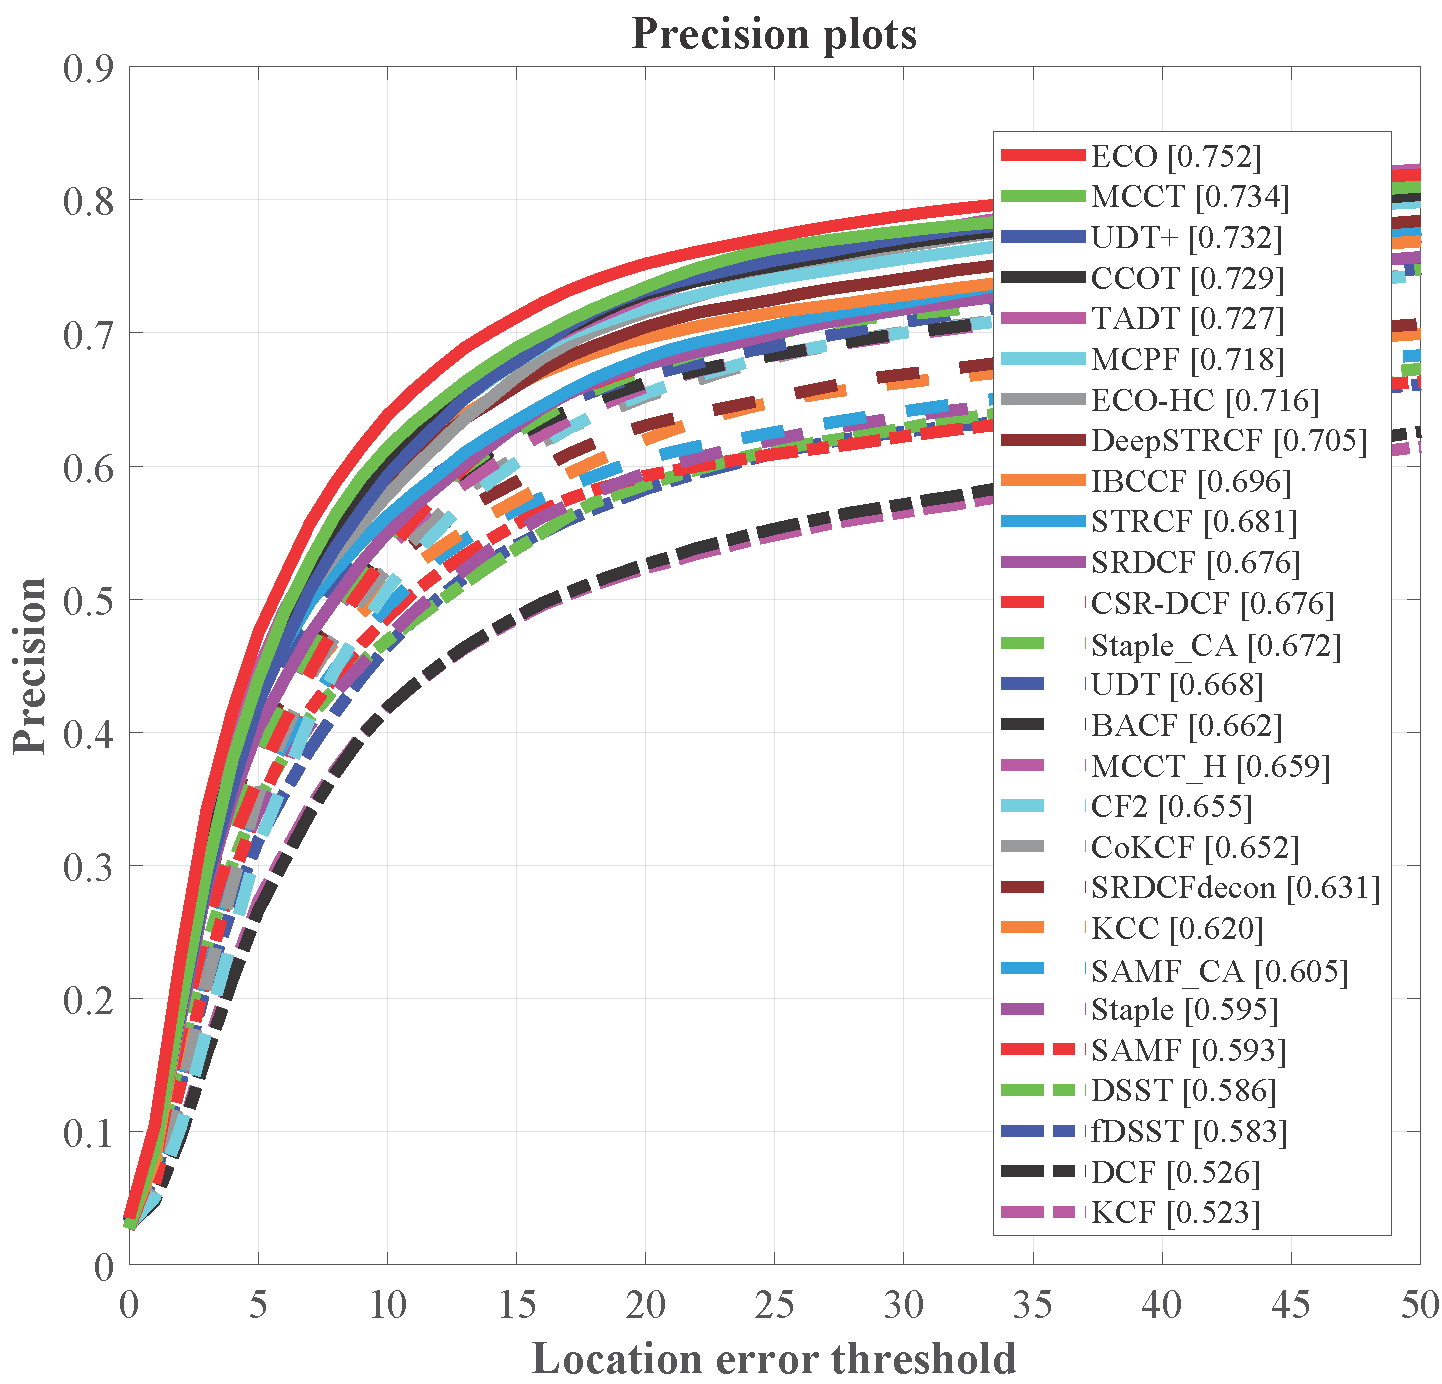 Precision plots
0.9
0.8
0.7
0.6
0.5
0.4
0.3
0.2
0.1
0
Precision
ECO [0.752]
MCCT [0.734]
UDT+ [0.732]
CCOT [0.729]
TADT [0.727]
MCPF [0.718]
ECO-HC [0.716]
DeepSTRCF [0.705]
IBCCF [0.696]
STRCF [0.681]
SRDCF [0.676]
CSR-DCF [0.676]
Staple_CA [0.672]
UDT [0.668]
BACF [0.662]
MCCT_H [0.659]
CF2 [0.655]
CoKCF [0.652]
SRDCFdecon [0.631]
KCC [0.620]
SAMF_CA [0.605]
Staple [0.595]
SAMF [0.593]
DSST [0.586]
fDSST [0.583]
DCF [0.526]
KCF [0.523]
0 5 10 15 20 25 30 35 40 45 50
Location error threshold